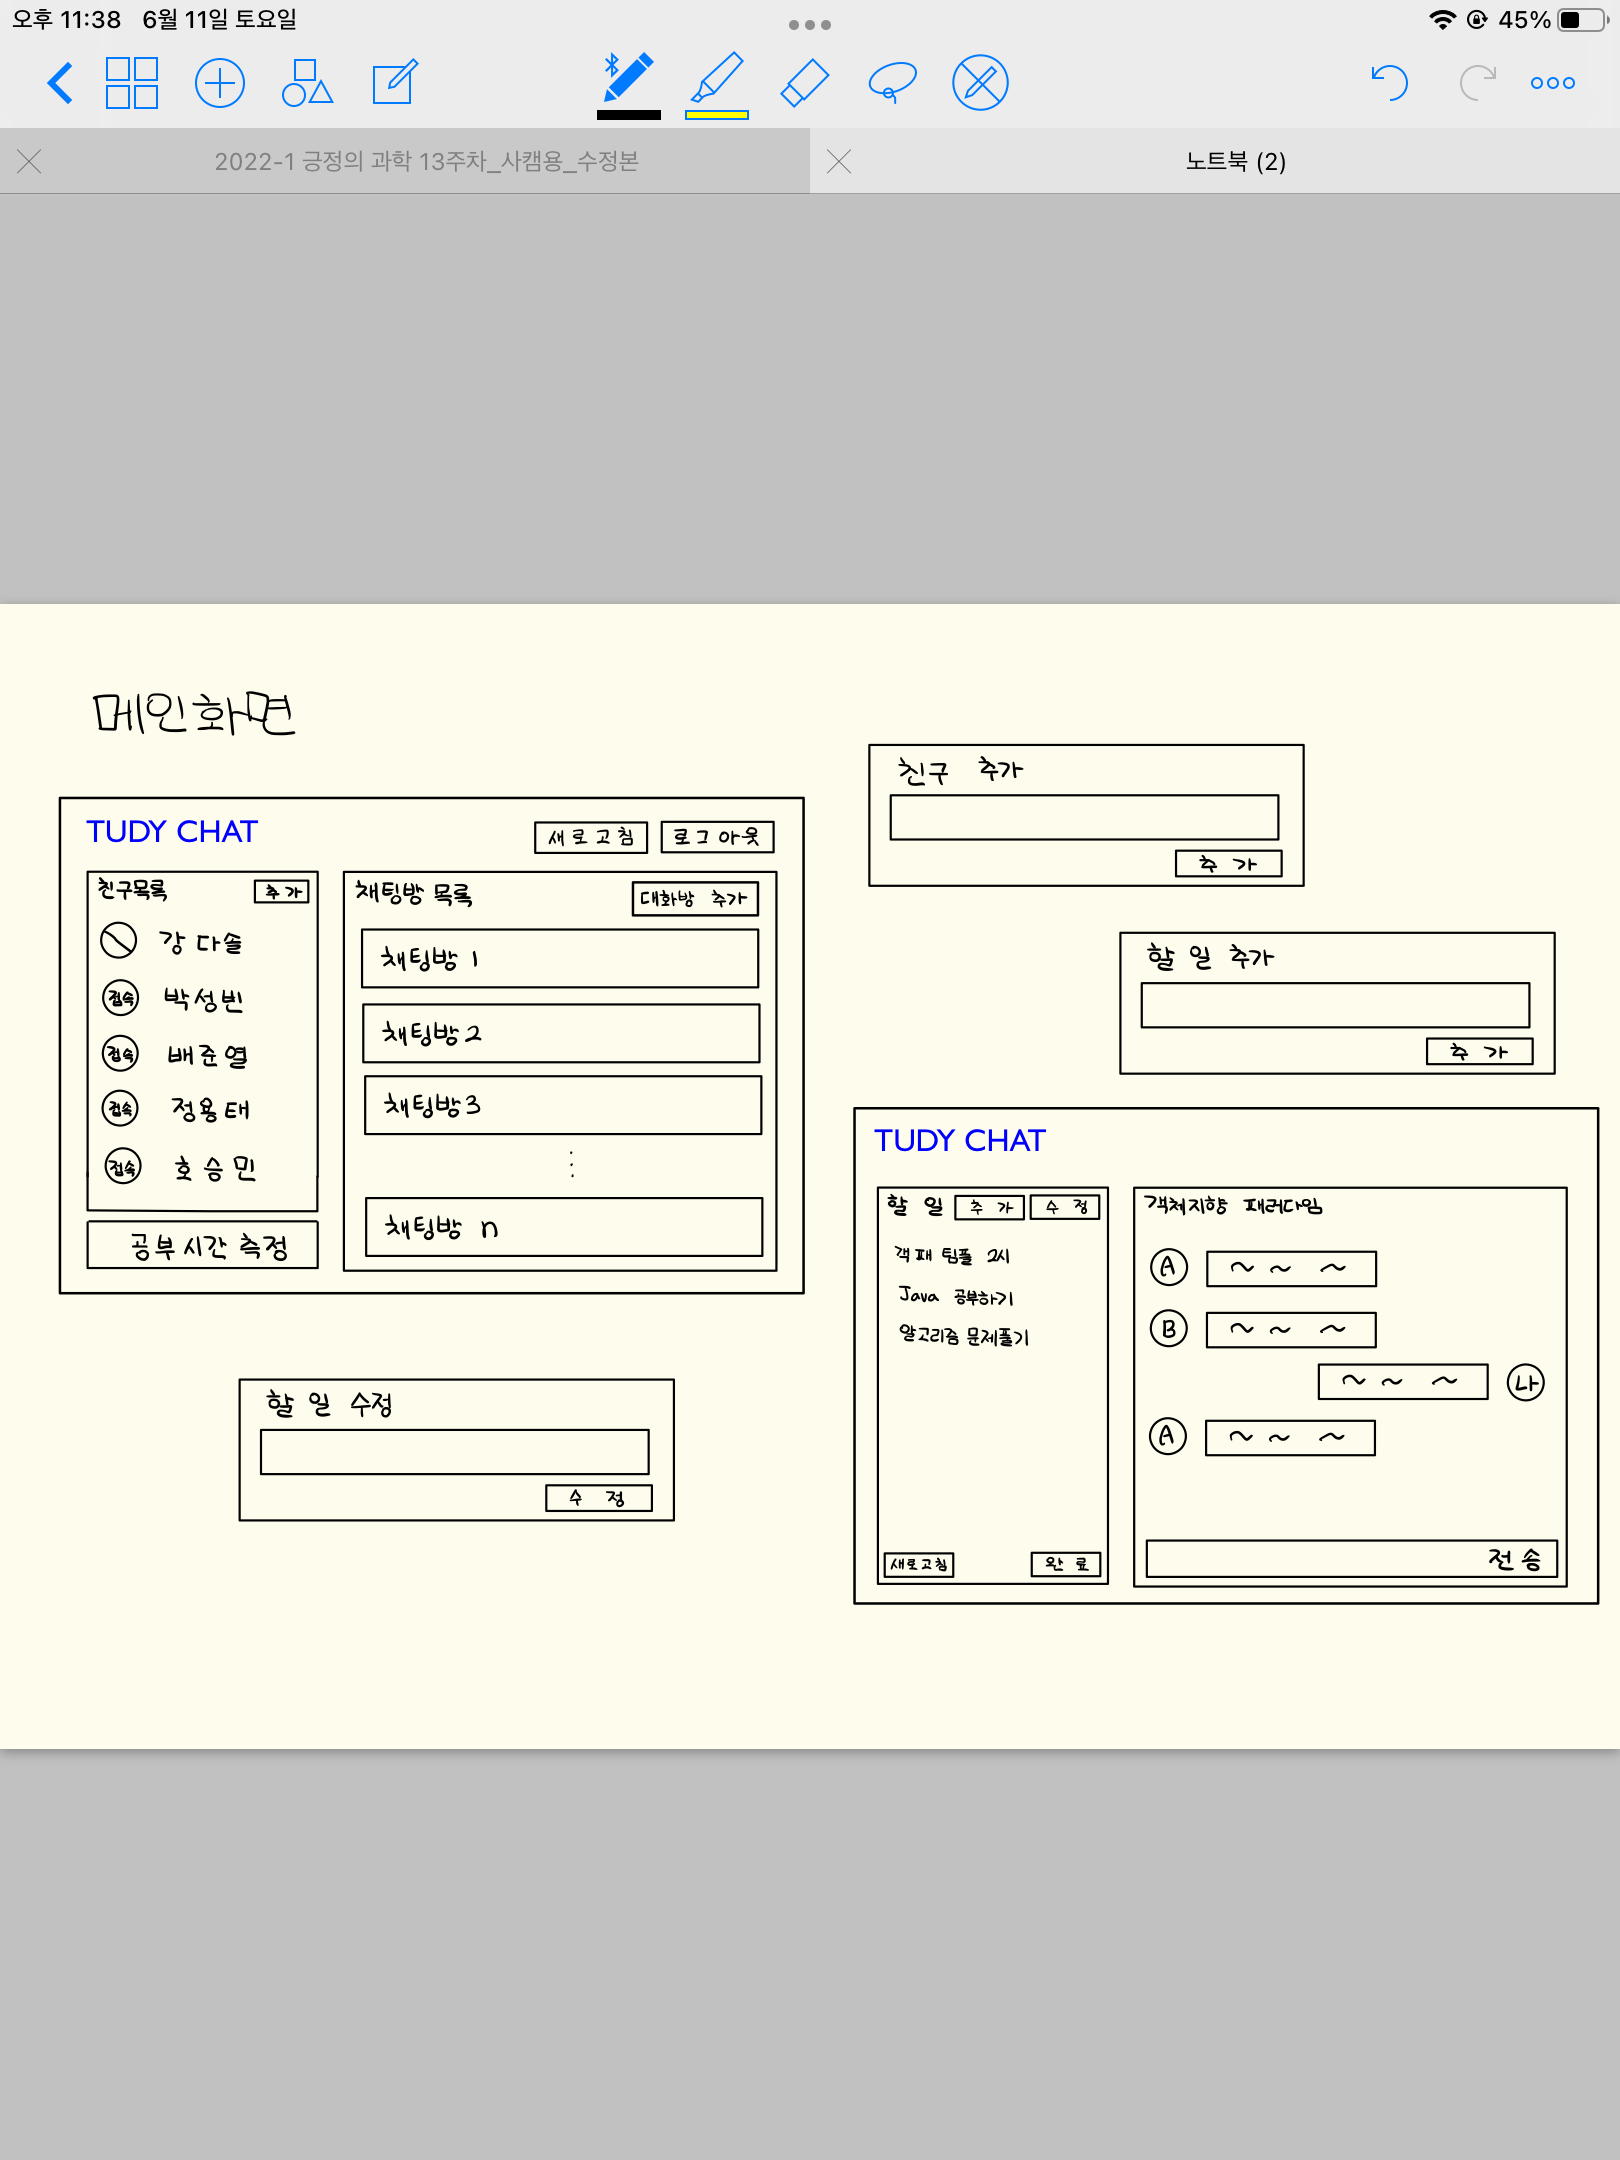 오후 11:38 6월 11일 토요일
45%
2022-1 긍정의 과학 13주차_사캠용_수정본
노트북 (2)
메인화면
TUDY CHAT
새로고침 로그아웃
친구목록 추가
강다솔
접속 박성빈
접속 배준열
접속 정용태
접속 호승민
공부시간 측정
채팅방 목록 대화방 추가
채팅방 1
채팅방 2
채팅방 3
채팅방 n
할 일 수정
수정
친구 추가
추가
할 일 추가
추가
TUDY CHAT
할 일 추가 수정
객패 팀플 2시
Java 공부하기
알고리즘 문제풀기
새로고침 완료
객체지향 패러다임
A ~ ~ ~
B ~ ~ ~
~ ~ ~ 나
A ~ ~ ~
전송